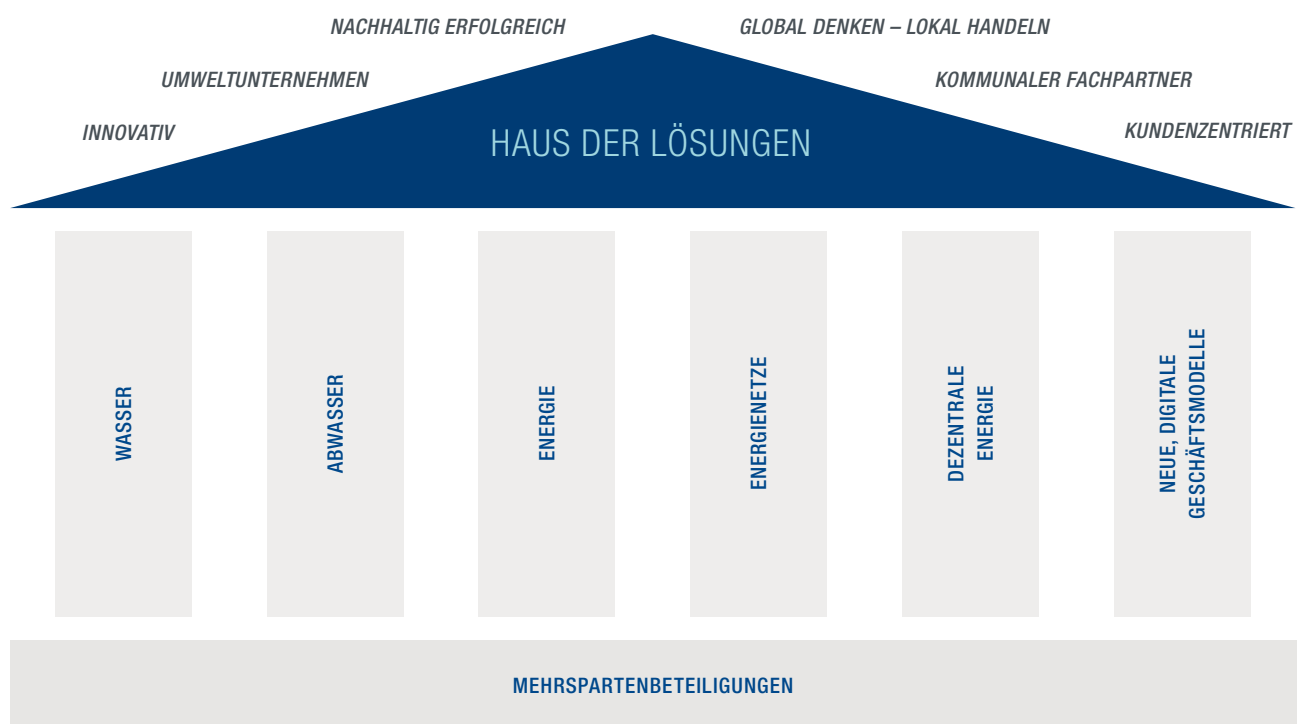 NACHHALTIG ERFOLGREICH
GLOBAL DENKEN – LOKAL HANDELN
UMWELTUNTERNEHMEN
KOMMUNALER FACHPARTNER
INNOVATIV
KUNDENZENTRIERT
HAUS DER LÖSUNGEN
WASSER
ABWASSER
ENERGIE
ENERGIENETZE
DEZENTRALE
ENERGIE
NEUE, DIGITALE
GESCHÄFTSMODELLE
MEHRSPARTENBETEILIGUNGEN